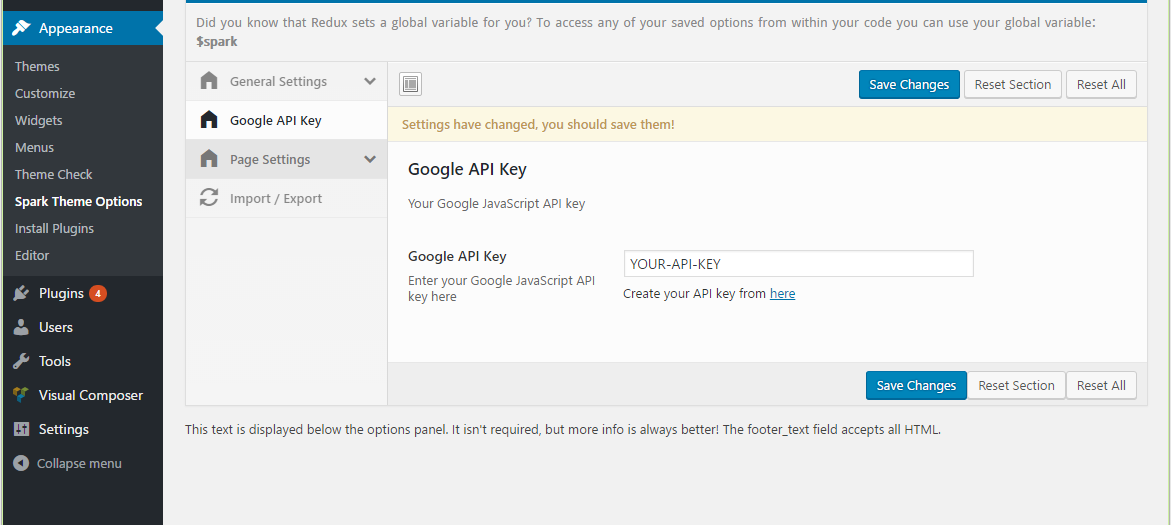 Appearance
Themes
Customize
Widgets
Menus
Theme Check
Spark Theme Options
Install Plugins
Editor
Plugins 4
Users
Tools
Visual Composer
Settings
Collapse menu
Did you know that Redux sets a global variable for you? To access any of your saved options from within your code you can use your global variable:
$spark
General Settings
Google API Key
Page Settings
Import / Export
Save Changes Reset Section Reset All
Settings have changed, you should save them!
Google API Key
Your Google JavaScript API key
Google API Key
Enter your Google JavaScript API
key here
YOUR-API-KEY
Create your API key from here
Save Changes Reset Section Reset All
This text is displayed below the options panel. It isn't required, but more info is always better! The footer_text field accepts all HTML.